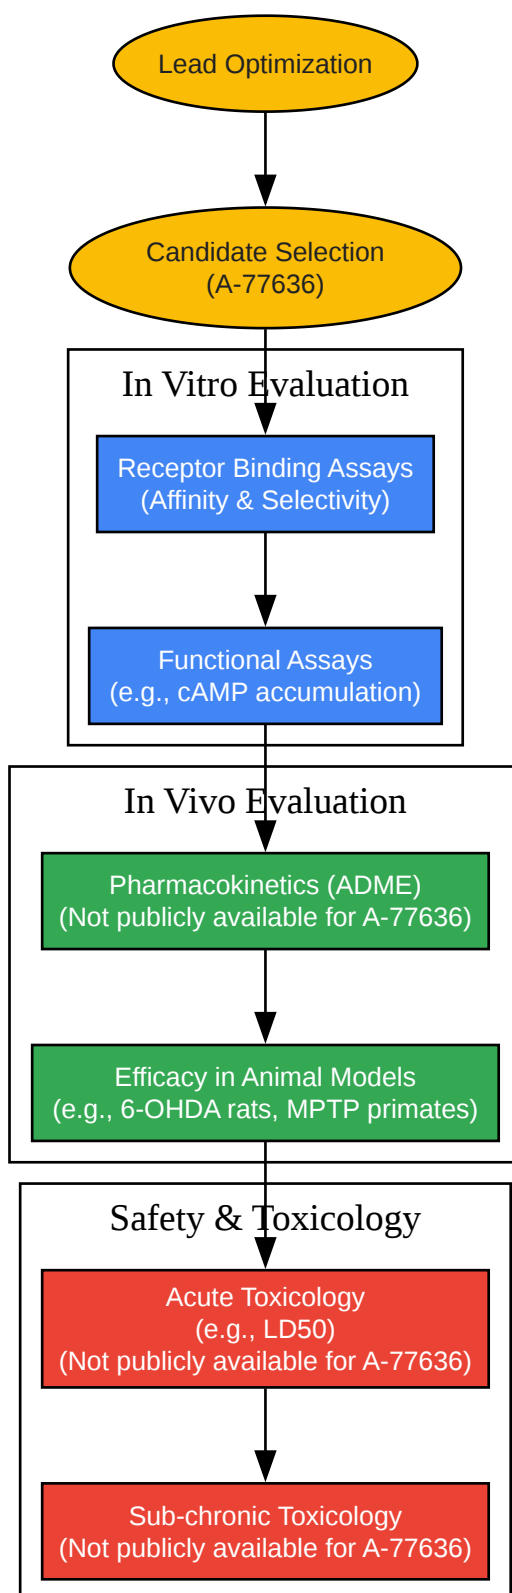 Lead Optimization
Candidate Selection
(A-77636)
In Vitro Evaluation
Receptor Binding Assays
(Affinity & Selectivity)
Functional Assays
(e.g., cAMP accumulation)
In Vivo Evaluation
Pharmacokinetics (ADME)
(Not publicly available for A-77636)
Efficacy in Animal Models
(e.g., 6-OHDA rats, MPTP primates)
Safety & Toxicology
Acute Toxicology
(e.g., LD50)
(Not publicly available for A-77636)
Sub-chronic Toxicology
(Not publicly available for A-77636)